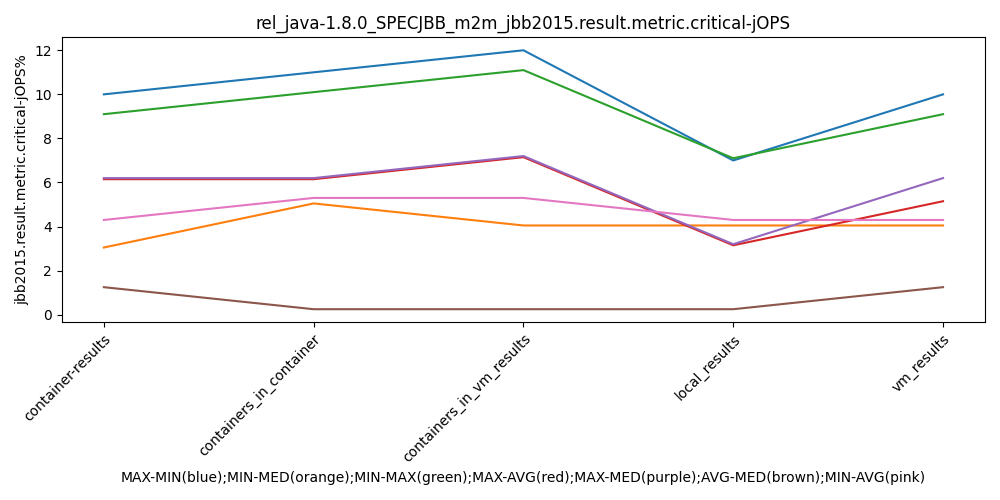 rel_java-1.8.0_SPECJBB_m2m_jbb2015.result.metric.critical-jOPS
jbb2015.result.metric.critical-jOPS%
12
10
8
6
4
2
0
container-results
containers_in_container
containers_in_vm_results
local_results
vm_results
MAX-MIN(blue);MIN-MED(orange);MIN-MAX(green);MAX-AVG(red);MAX-MED(purple);AVG-MED(brown);MIN-AVG(pink)